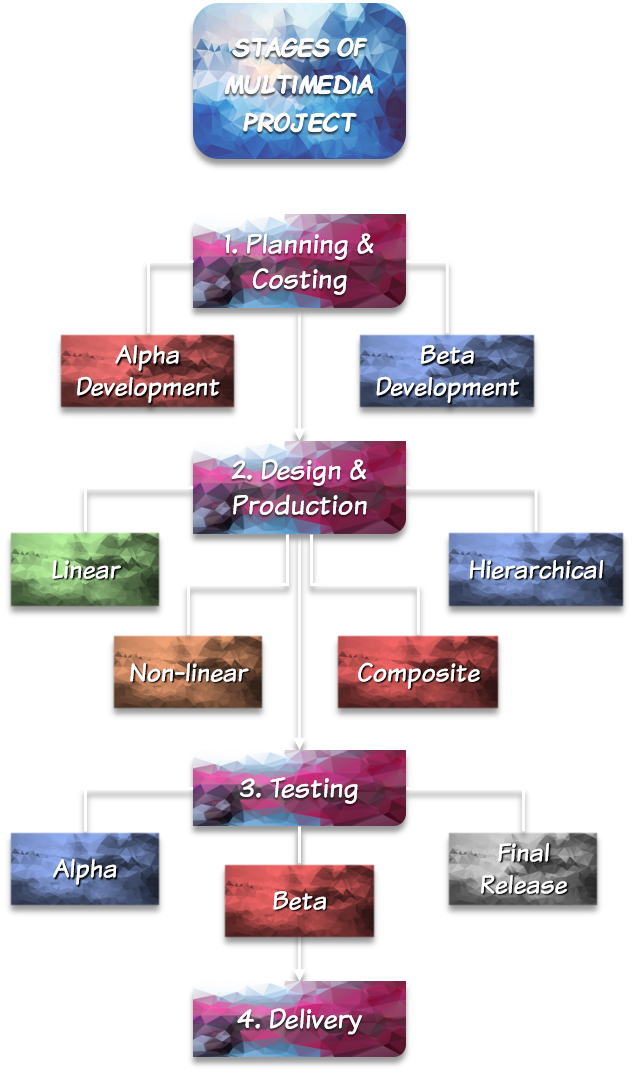 STAGES OF
MULTIMEDIA
PROJECT
1. Planning &
Costing
Alpha
Development
Beta
Development
2. Design &
Production
Linear
Hierarchical
Non-linear
Composite
3. Testing
Alpha
Final
Release
Beta
4. Delivery